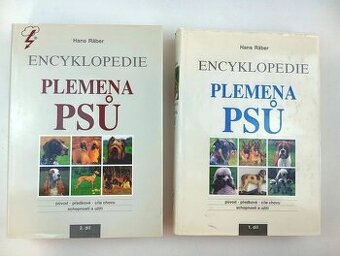 Hans Räber
ENCYKLOPEDIE
PLEMENA
PSŮ
původ - předkové - cíle chovu
schopnosti a užití
2. díl
Hans Räber
ENCYKLOPEDIE
PLEMENA
PSŮ
původ - předkové - cíle chovu
schopnosti a užití
1. díl